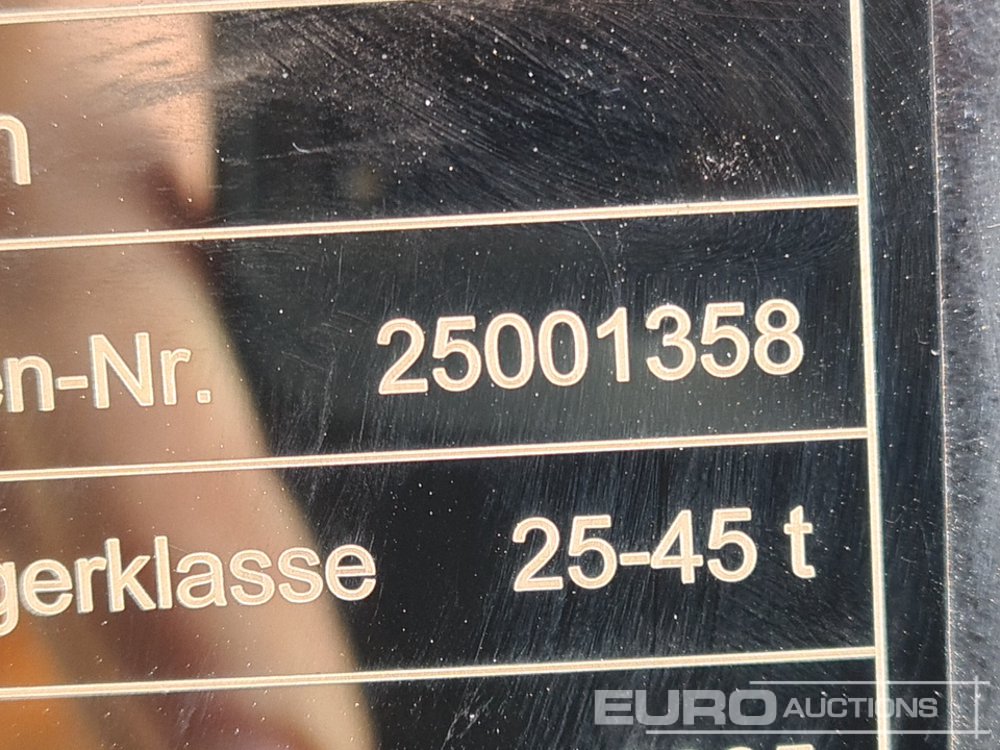 en-Nr. 25001358
gerklasse 25-45 t
EURO AUCTIONS